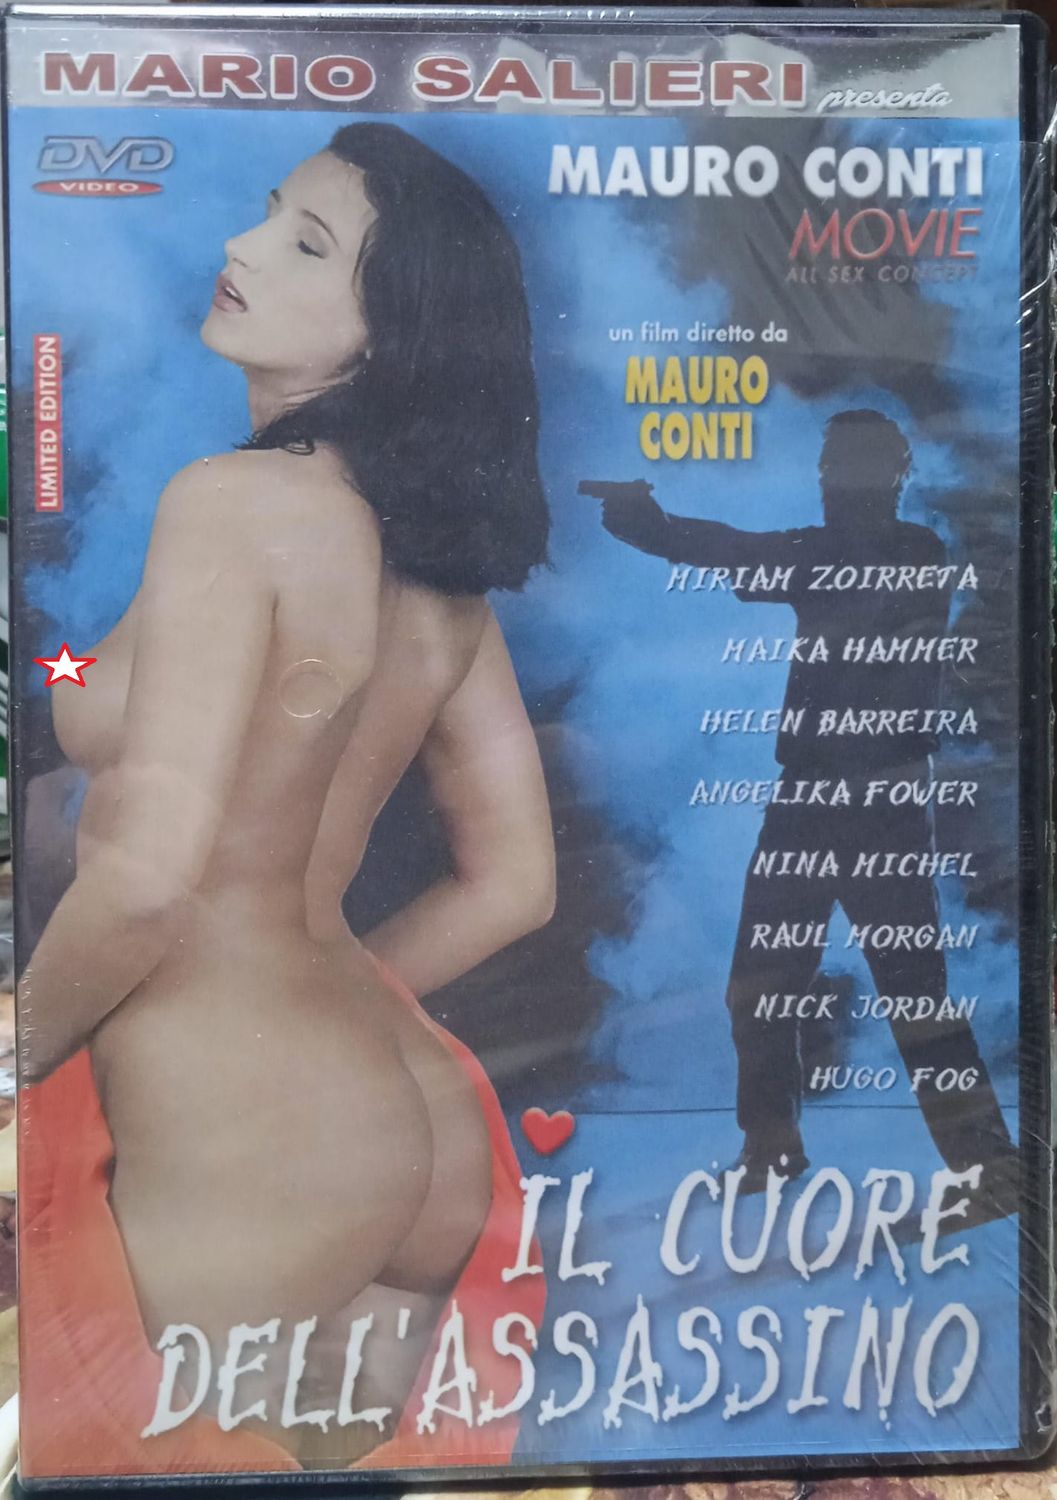 MARIO SALIERI presenta
DVD
VIDEO
MAURO CONTI
MOVIE
ALL SEX CONCEPT
LIMITED EDITION
un film diretto da
MAURO
CONTI
MIRIAM ZOIRRETA
MAIKA HAMMER
HELEN BARREIRA
ANGELIKA FOWER
NINA MICHEL
RAUL MORGAN
NICK JORDAN
HUGO FOG
IL CUORE
DELL'ASSASSINO